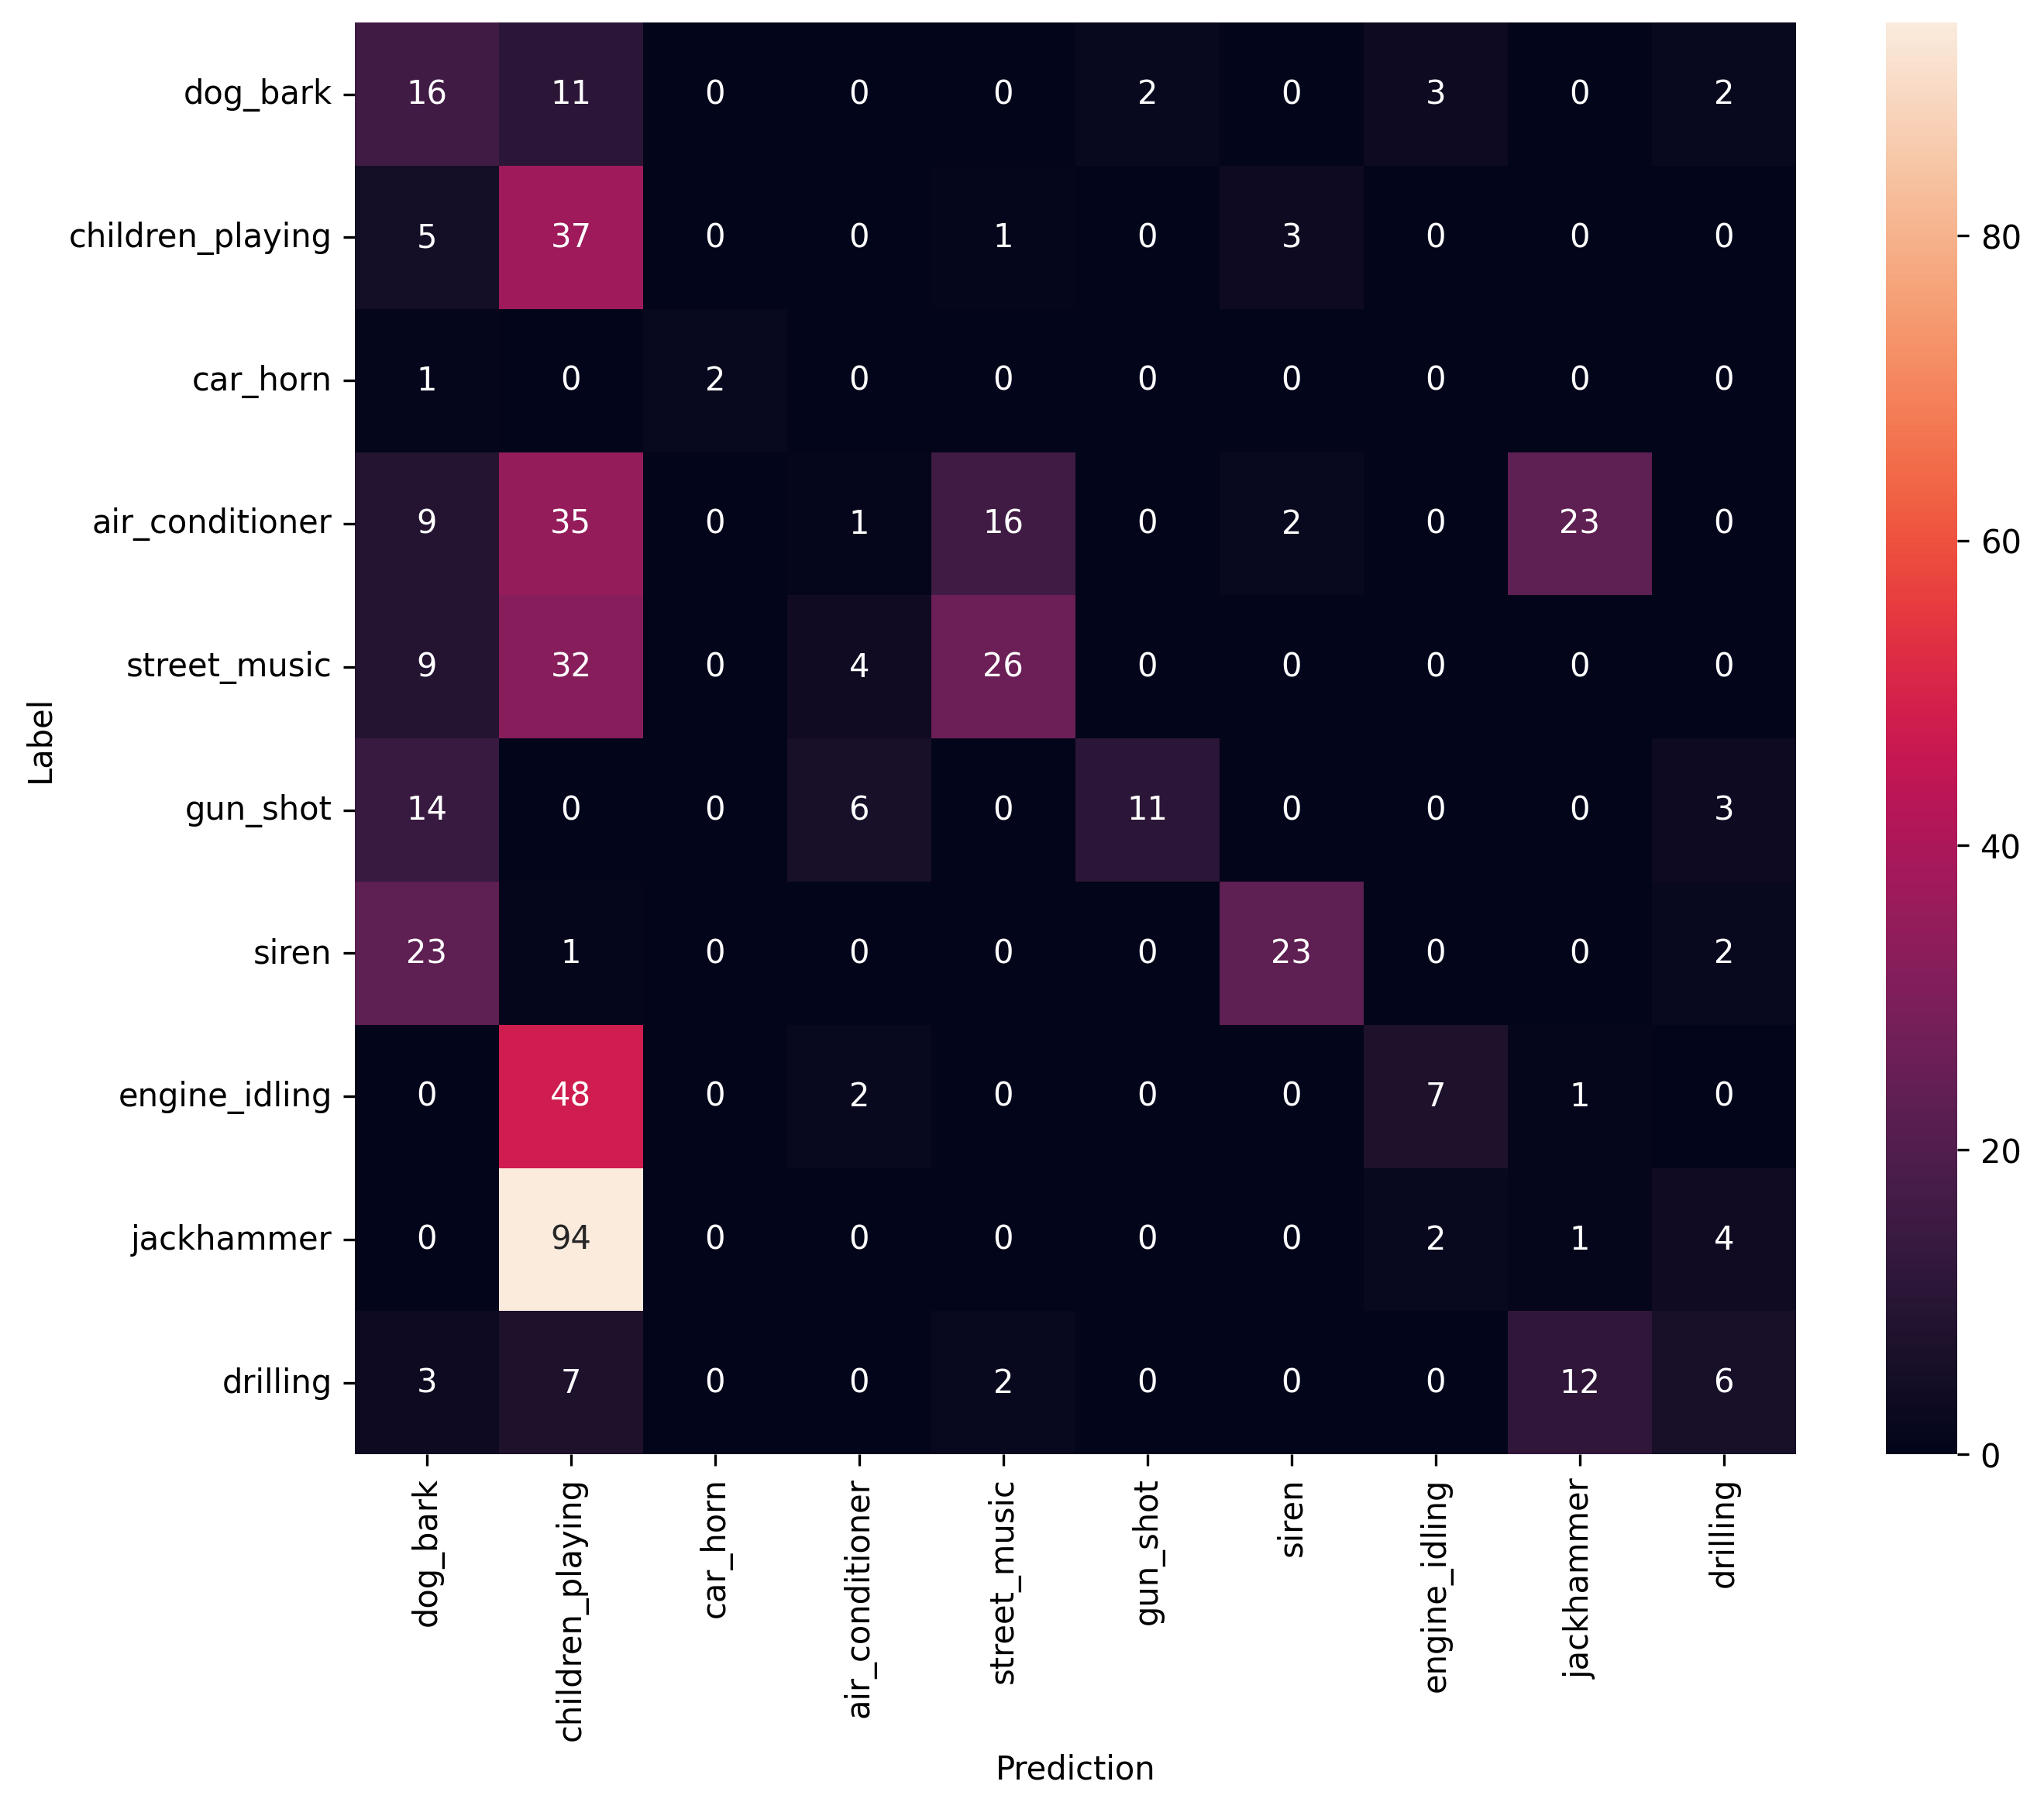 dog_bark 16 11 0 0 0 2 0 3 0 2
children_playing 5 37 0 0 1 0 3 0 0 0 80
car_horn 1 0 2 0 0 0 0 0 0 0
air_conditioner 9 35 0 1 16 0 2 0 23 0 60
street_music 9 32 0 4 26 0 0 0 0 0
Label
gun_shot 14 0 0 6 0 11 0 0 0 3 40
siren 23 1 0 0 0 0 23 0 0 2
engine_idling 0 48 0 2 0 0 0 7 1 0 20
jackhammer 0 94 0 0 0 0 0 2 1 4
drilling 3 7 0 0 2 0 0 0 12 6 0
dog_bark
children_playing
car_horn
air_conditioner
street_music
gun_shot
siren
engine_idling
jackhammer
drilling
Prediction